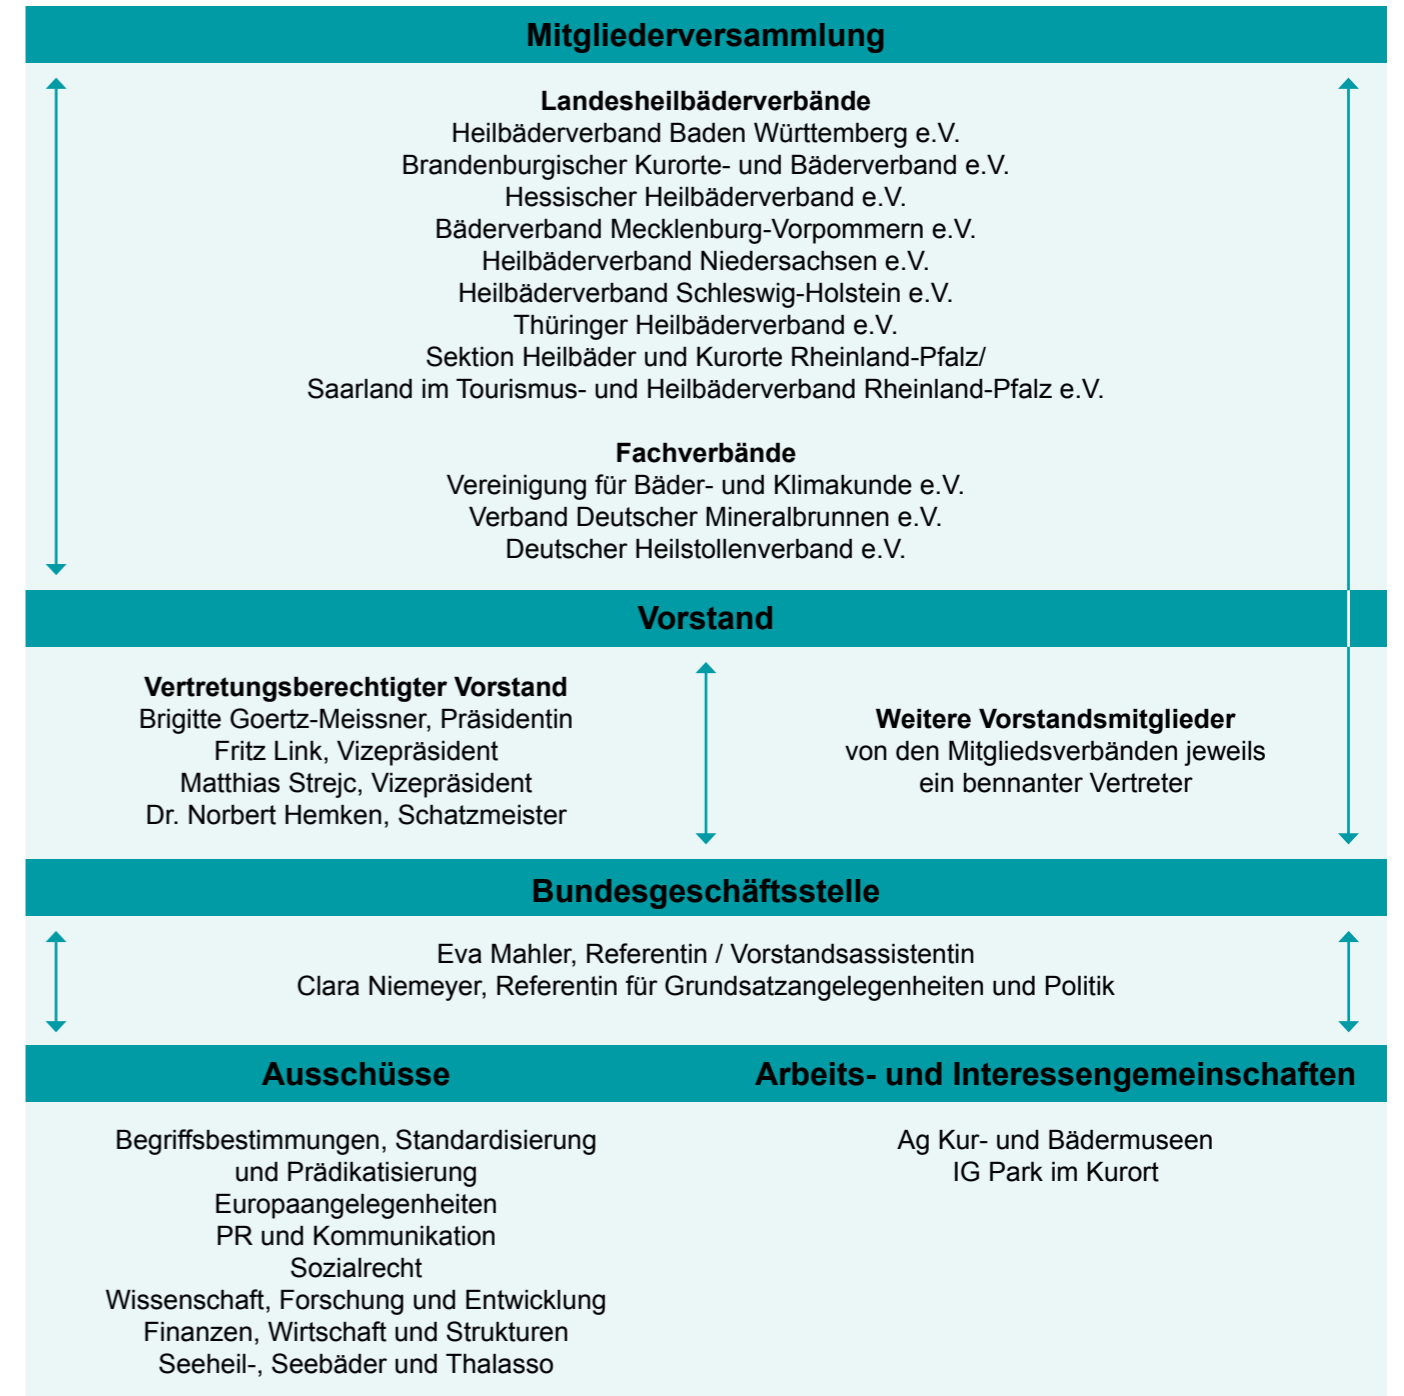 Mitgliederversammlung
Landesheilbäderverbände
Heilbäderverband Baden Württemberg e.V.
Brandenburgischer Kurorte- und Bäderverband e.V.
Hessischer Heilbäderverband e.V.
Bäderverband Mecklenburg-Vorpommern e.V.
Heilbäderverband Niedersachsen e.V.
Heilbäderverband Schleswig-Holstein e.V.
Thüringer Heilbäderverband e.V.
Sektion Heilbäder und Kurorte Rheinland-Pfalz/
Saarland im Tourismus- und Heilbäderverband Rheinland-Pfalz e.V.
Fachverbände
Vereinigung für Bäder- und Klimakunde e.V.
Verband Deutscher Mineralbrunnen e.V.
Deutscher Heilstollenverband e.V.
Vorstand
Vertretungsberechtigter Vorstand
Brigitte Goertz-Meissner, Präsidentin
Fritz Link, Vizepräsident
Matthias Strejc, Vizepräsident
Dr. Norbert Hemken, Schatzmeister
Weitere Vorstandsmitglieder
von den Mitgliedsverbänden jeweils
ein bennanter Vertreter
Bundesgeschäftsstelle
Eva Mahler, Referentin / Vorstandsassistentin
Clara Niemeyer, Referentin für Grundsatzangelegenheiten und Politik
Ausschüsse
Begriffsbestimmungen, Standardisierung
und Prädikatisierung
Europaangelegenheiten
PR und Kommunikation
Sozialrecht
Wissenschaft, Forschung und Entwicklung
Finanzen, Wirtschaft und Strukturen
Seeheil-, Seebäder und Thalasso
Arbeits- und Interessengemeinschaften
Ag Kur- und Bädermuseen
IG Park im Kurort